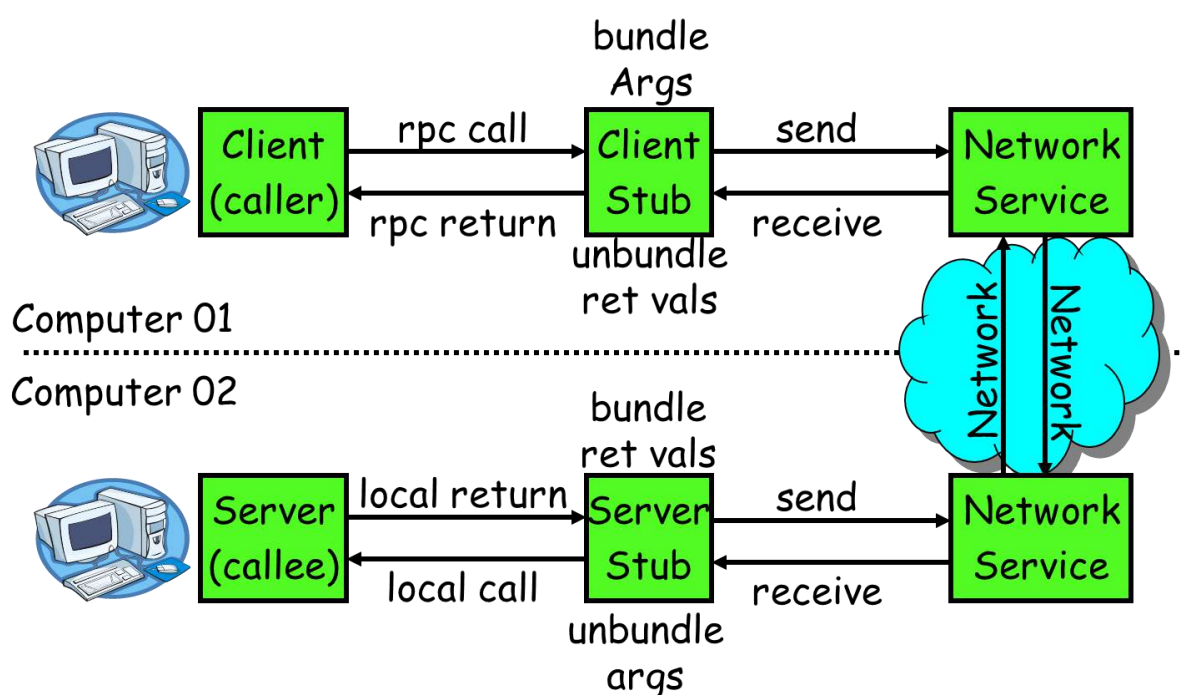 bundle
Args
Client
(caller)
rpc call
rpc return
Client
Stub
send
receive
Network
Service
unbundle
ret vals
Network
Network
Computer 01
Computer 02
bundle
ret vals
Server
(callee)
local return
local call
Server
Stub
send
receive
Network
Service
unbundle
args